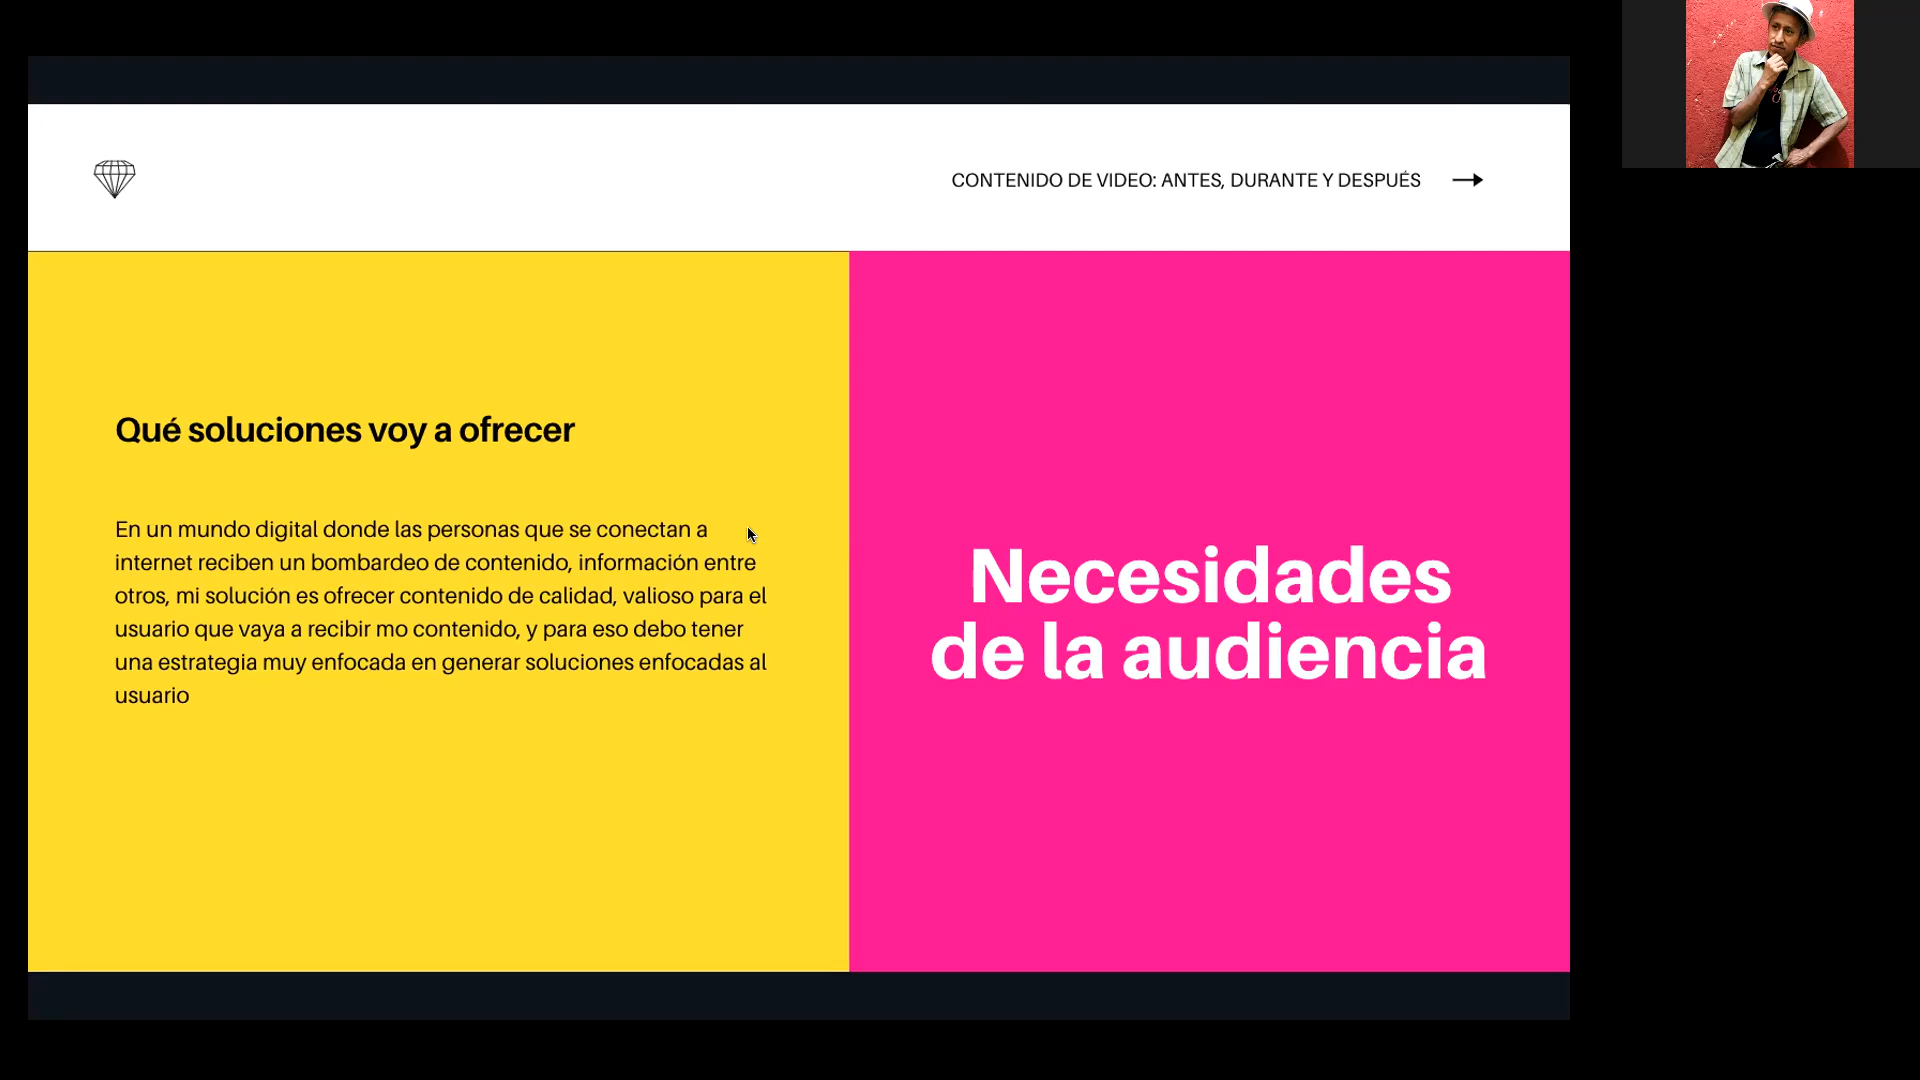 CONTENIDO DE VIDEO: ANTES, DURANTE Y DESPUÉS
Qué soluciones voy a ofrecer
En un mundo digital donde las personas que se conectan a
internet reciben un bombardeo de contenido, información entre
otros, mi solución es ofrecer contenido de calidad, valioso para el
usuario que vaya a recibir mo contenido, y para eso debo tener
una estrategia muy enfocada en generar soluciones enfocadas al
usuario
Necesidades
de la audiencia